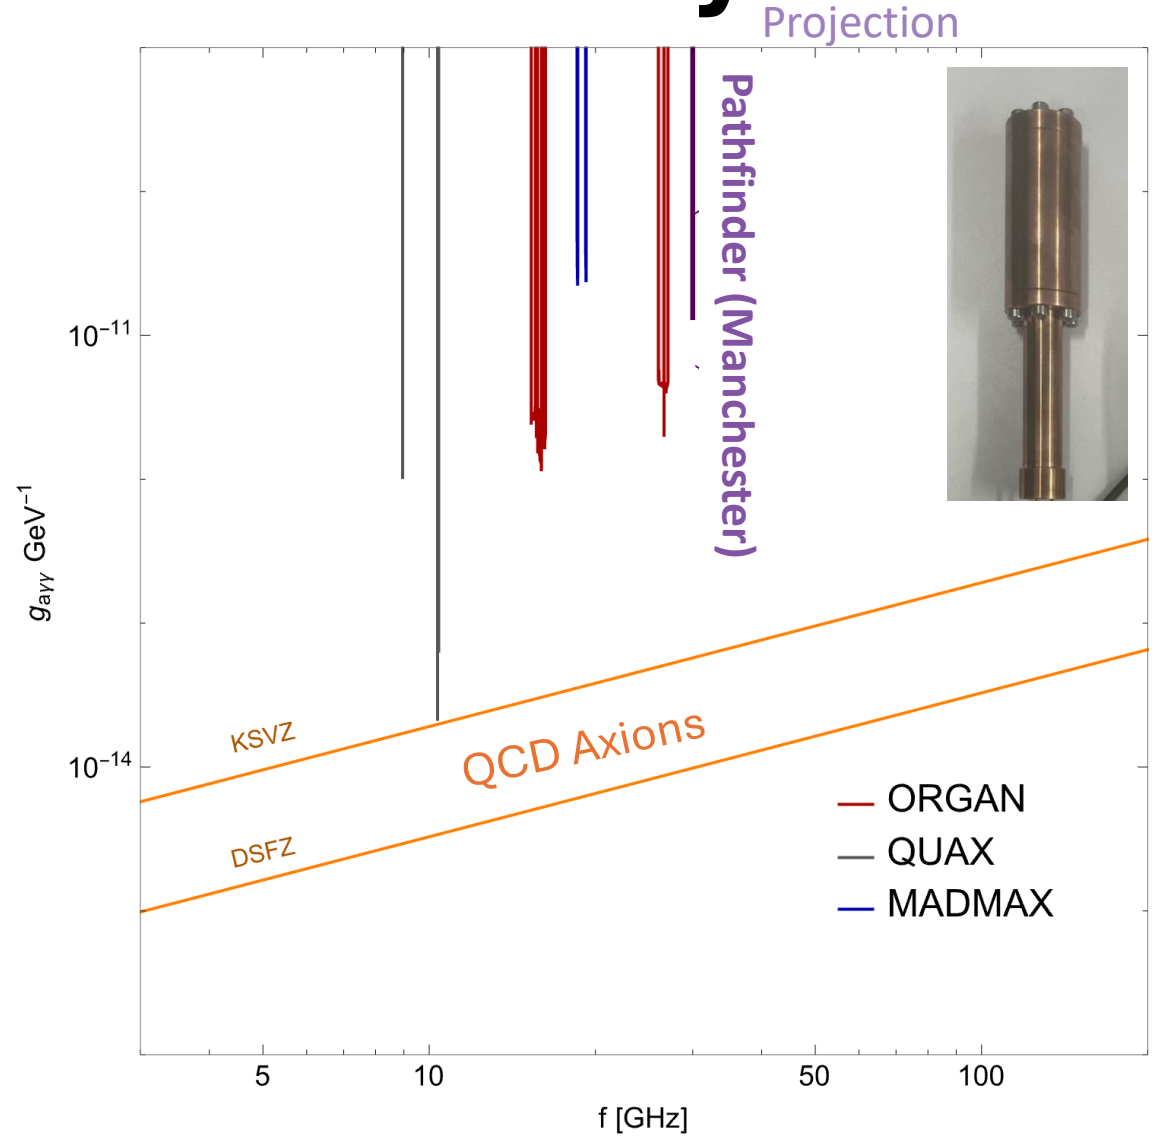 Projection
Pathfinder (Manchester)
10−11
10−14
gaγγ GeV−1
KSVZ
DSFZ
QCD Axions
ORGAN
QUAX
MADMAX
5
10
50
100
f [GHz]